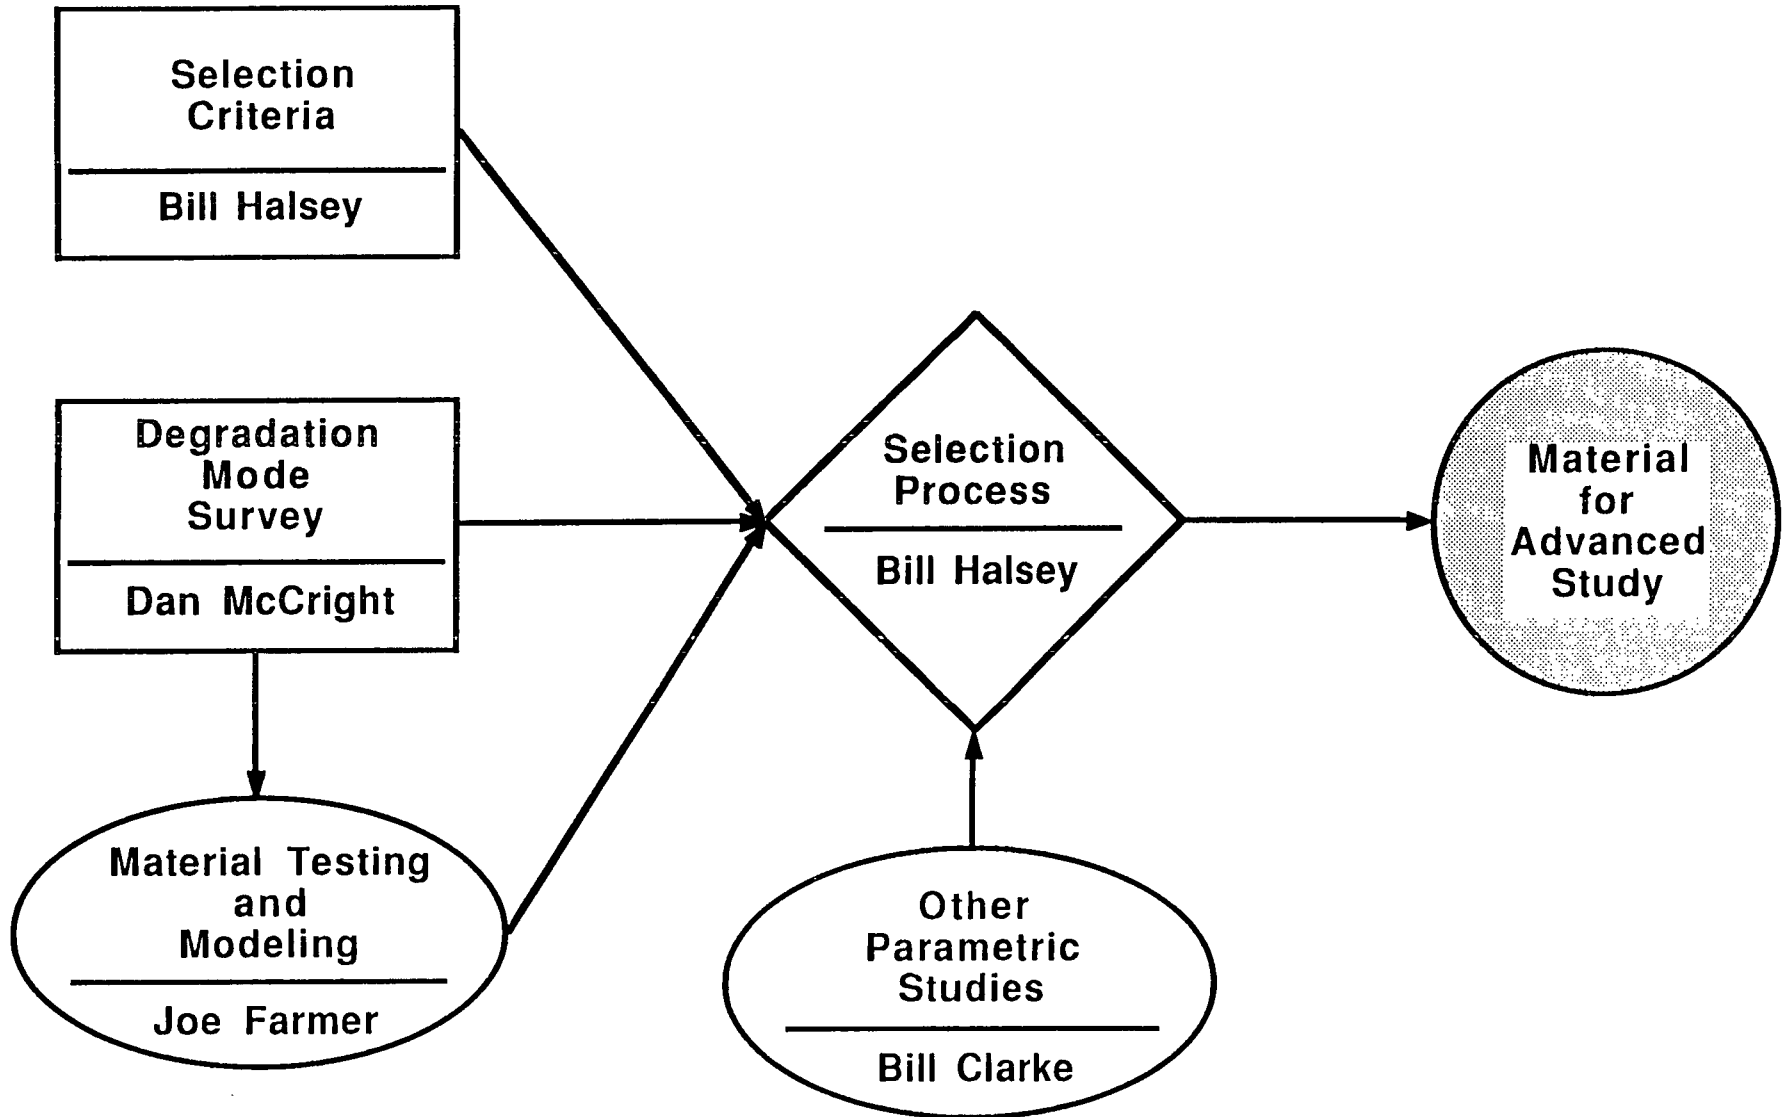 Selection
Criteria
Bill Halsey
Degradation
Mode
Survey
Dan McCright
Material Testing
and
Modeling
Joe Farmer
Selection
Process
Bill Halsey
Other
Parametric
Studies
Bill Clarke
Material
for
Advanced
Study